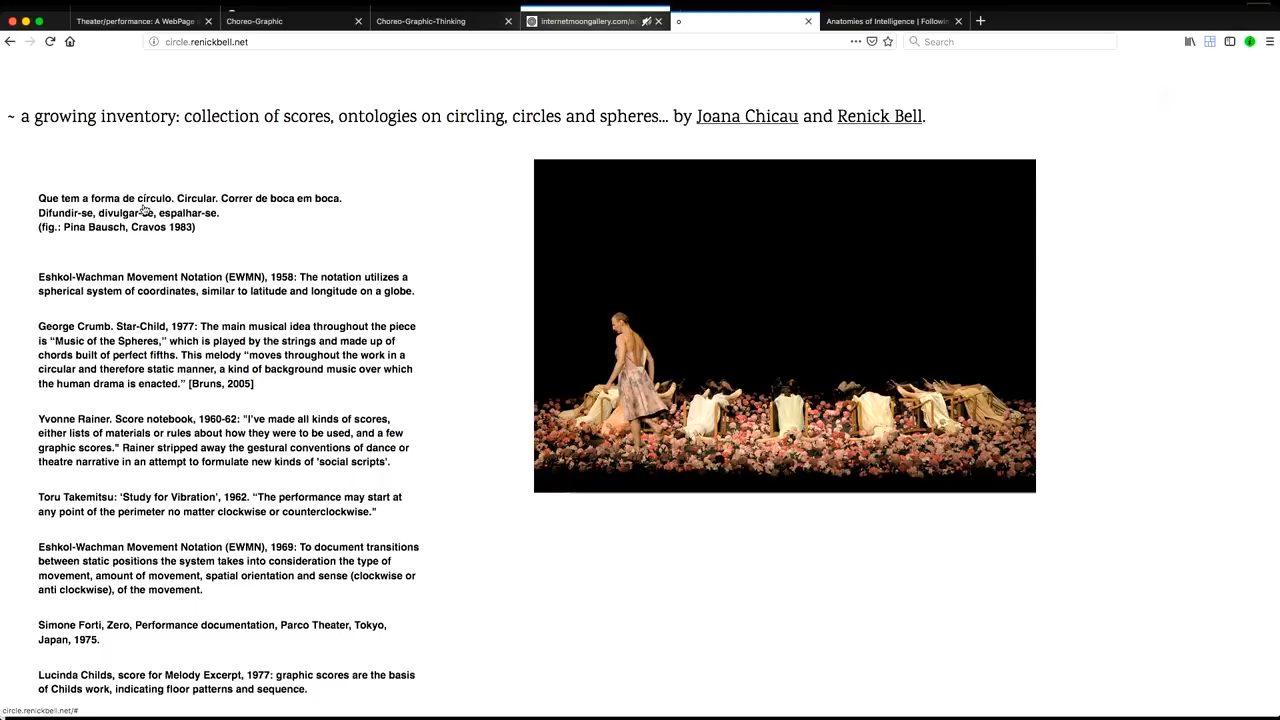 Theater/performance: A WebPage
Choreo-Graphic
Choreo-Graphic-Thinking
internetmoongallery.com/ar
o
Anatomies of Intelligence | Followin
circle.renickbell.net
Search
~ a growing inventory: collection of scores, ontologies on circling, circles and spheres... by Joana Chicau and Renick Bell.
Que tem a forma de círculo. Circular. Correr de boca em boca.
Difundir-se, divulgar-se, espalhar-se.
(fig.: Pina Bausch, Cravos 1983)
Eshkol-Wachman Movement Notation (EWMN), 1958: The notation utilizes a
spherical system of coordinates, similar to latitude and longitude on a globe.
George Crumb. Star-Child, 1977: The main musical idea throughout the piece
is “Music of the Spheres,” which is played by the strings and made up of
chords built of perfect fifths. This melody “moves throughout the work in a
circular and therefore static manner, a kind of background music over which
the human drama is enacted.” [Bruns, 2005]
Yvonne Rainer. Score notebook, 1960-62: "I've made all kinds of scores,
either lists of materials or rules about how they were to be used, and a few
graphic scores." Rainer stripped away the gestural conventions of dance or
theatre narrative in an attempt to formulate new kinds of 'social scripts'.
Toru Takemitsu: ‘Study for Vibration’, 1962. “The performance may start at
any point of the perimeter no matter clockwise or counterclockwise."
Eshkol-Wachman Movement Notation (EWMN), 1969: To document transitions
between static positions the system takes into consideration the type of
movement, amount of movement, spatial orientation and sense (clockwise or
anti clockwise), of the movement.
Simone Forti, Zero, Performance documentation, Parco Theater, Tokyo,
Japan, 1975.
Lucinda Childs, score for Melody Excerpt, 1977: graphic scores are the basis
of Childs work, indicating floor patterns and sequence.
circle.renickbell.net/#